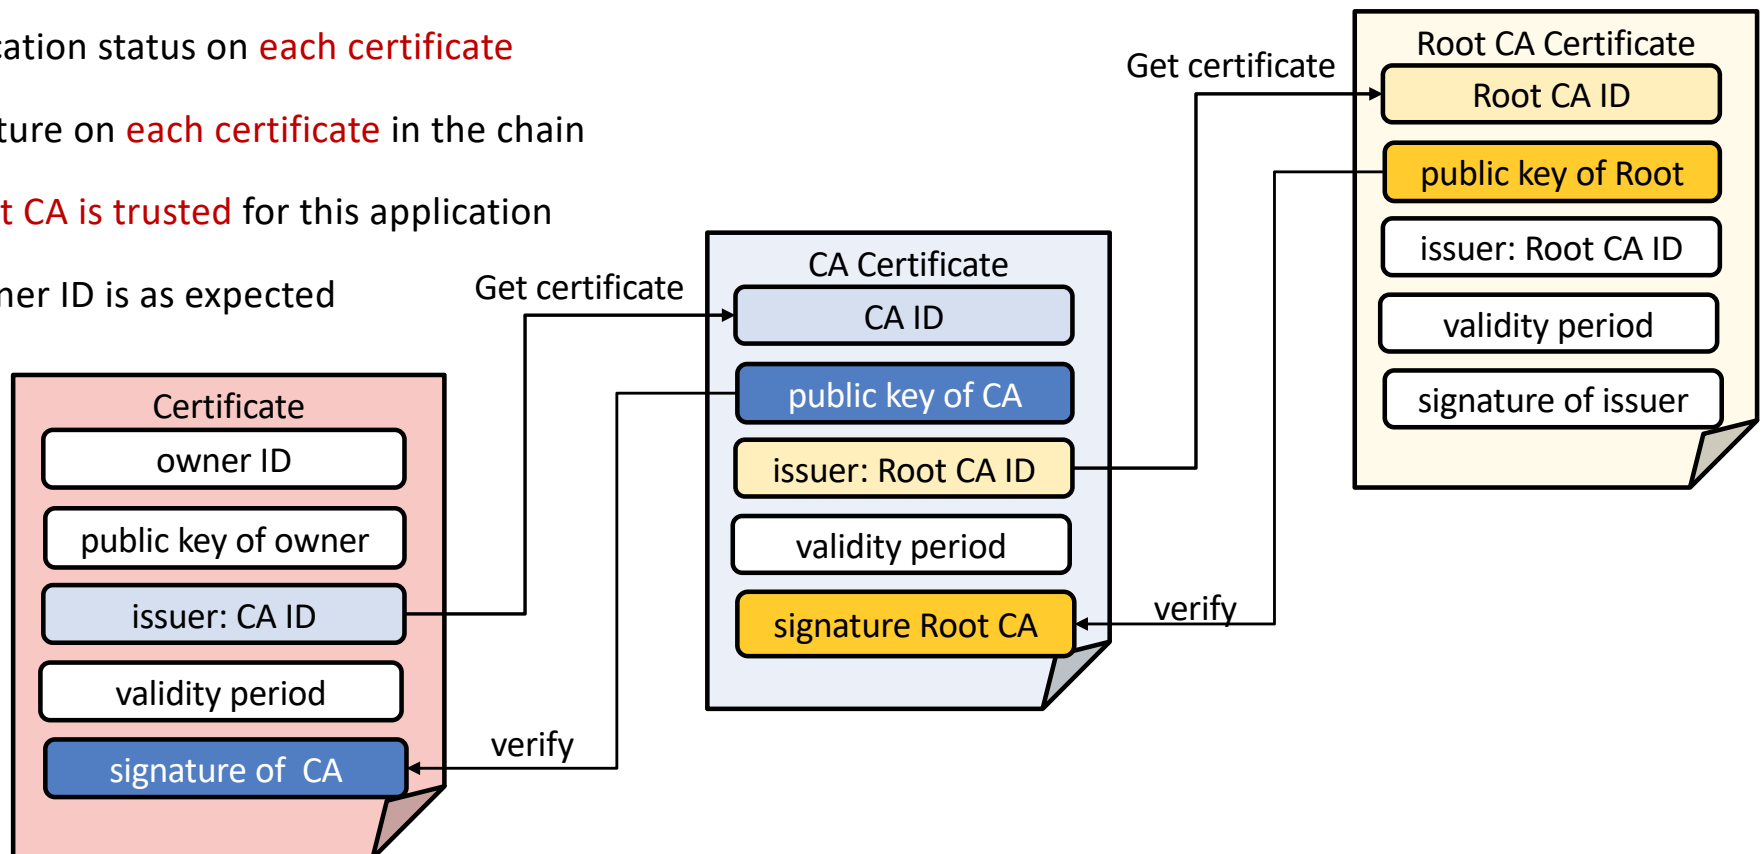 cation status on each certificate
ture on each certificate in the chain
t CA is trusted for this application
ner ID is as expected
Get certificate
Get certificate
Certificate
owner ID
public key of owner
issuer: CA ID
validity period
signature of CA
verify
CA Certificate
CA ID
public key of CA
issuer: Root CA ID
validity period
signature Root CA
verify
Root CA Certificate
Root CA ID
public key of Root
issuer: Root CA ID
validity period
signature of issuer